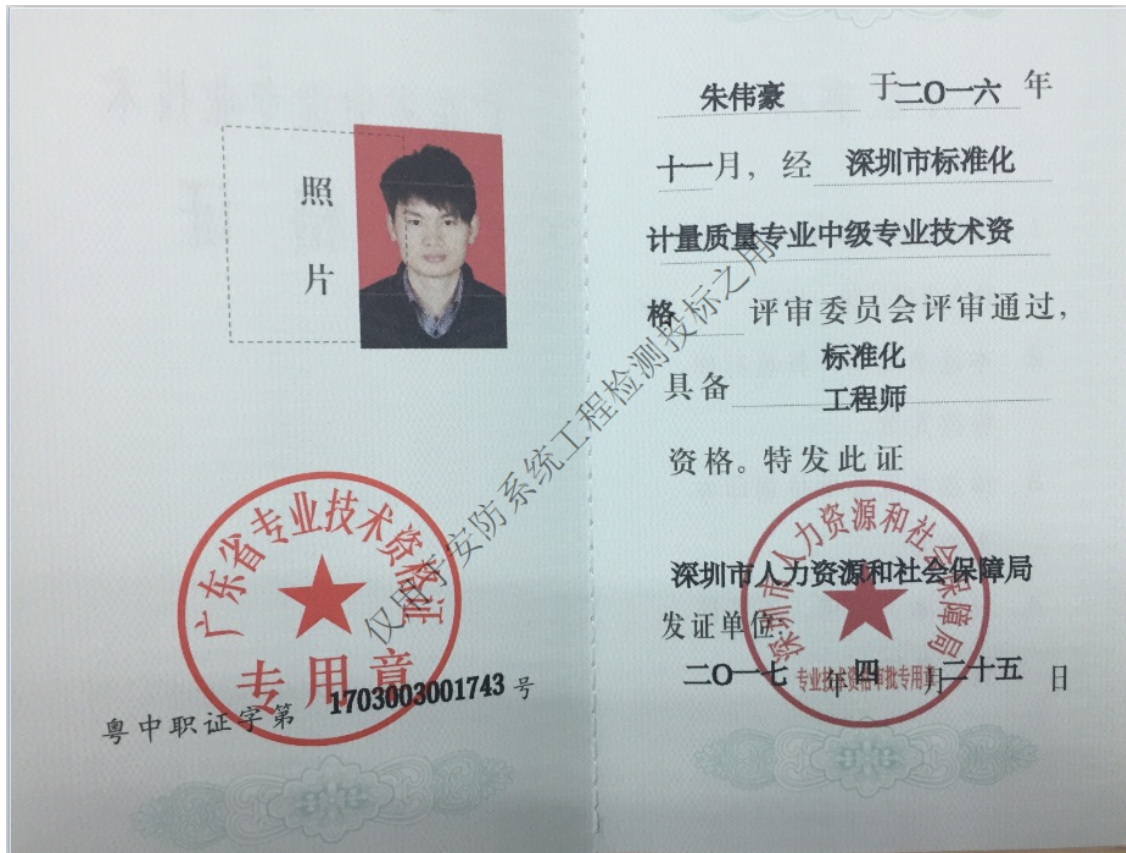 照
片
广东省专业技术资格证
专用章
粤中职证字第 1703003001743 号
仅用于安防系统工程检测投标之用
朱伟豪 于二〇一六 年
十一月，经 深圳市标准化
计量质量专业中级专业技术资
格 评审委员会评审通过，
具备 标准化
工程师
资格。特发此证
深圳市人力资源和社会保障局
深圳市人力资源和社会保障局
发证单位：
专业技术资格审批专用章
二〇一七 年 四 月 二十五 日